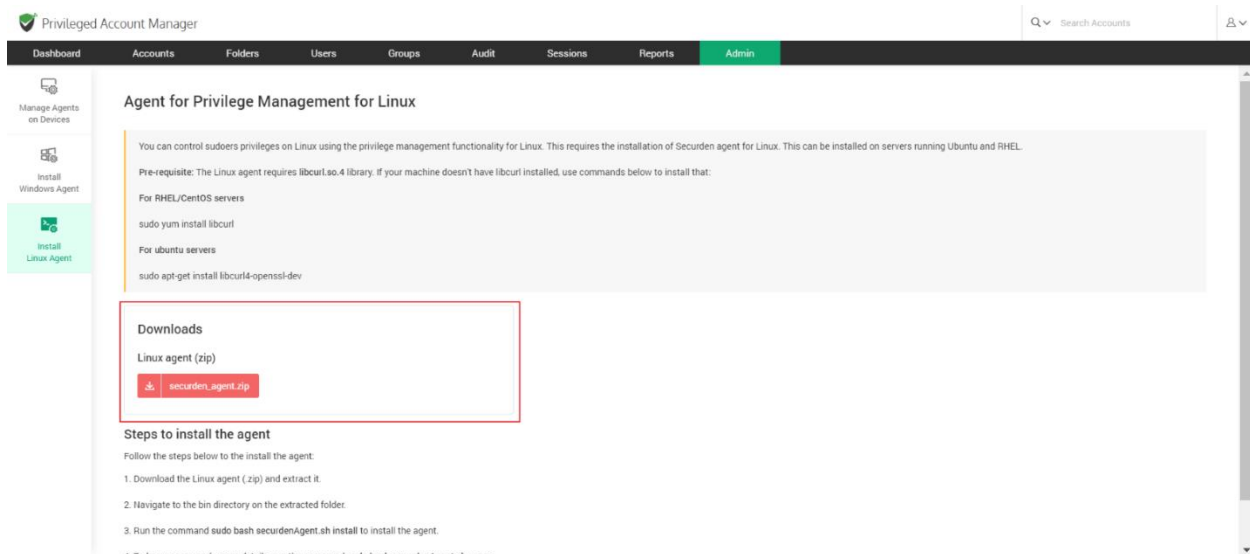 Privileged Account Manager
Search Accounts
Dashboard Accounts Folders Users Groups Audit Sessions Reports Admin
Manage Agents
on Devices
Install
Windows Agent
Install
Linux Agent
Agent for Privilege Management for Linux
You can control sudoers privileges on Linux using the privilege management functionality for Linux. This requires the installation of Securden agent for Linux. This can be installed on servers running Ubuntu and RHEL.
Pre-requisite: The Linux agent requires libcurl.so.4 library. If your machine doesn't have libcurl installed, use commands below to install that:
For RHEL/CentOS servers
sudo yum install libcurl
For ubuntu servers
sudo apt-get install libcurl4-openssl-dev
Downloads
Linux agent (zip)
securden_agent.zip
Steps to install the agent
Follow the steps below to the install the agent:
1. Download the Linux agent (.zip) and extract it.
2. Navigate to the bin directory on the extracted folder.
3. Run the command sudo bash securdenAgent.sh install to install the agent.